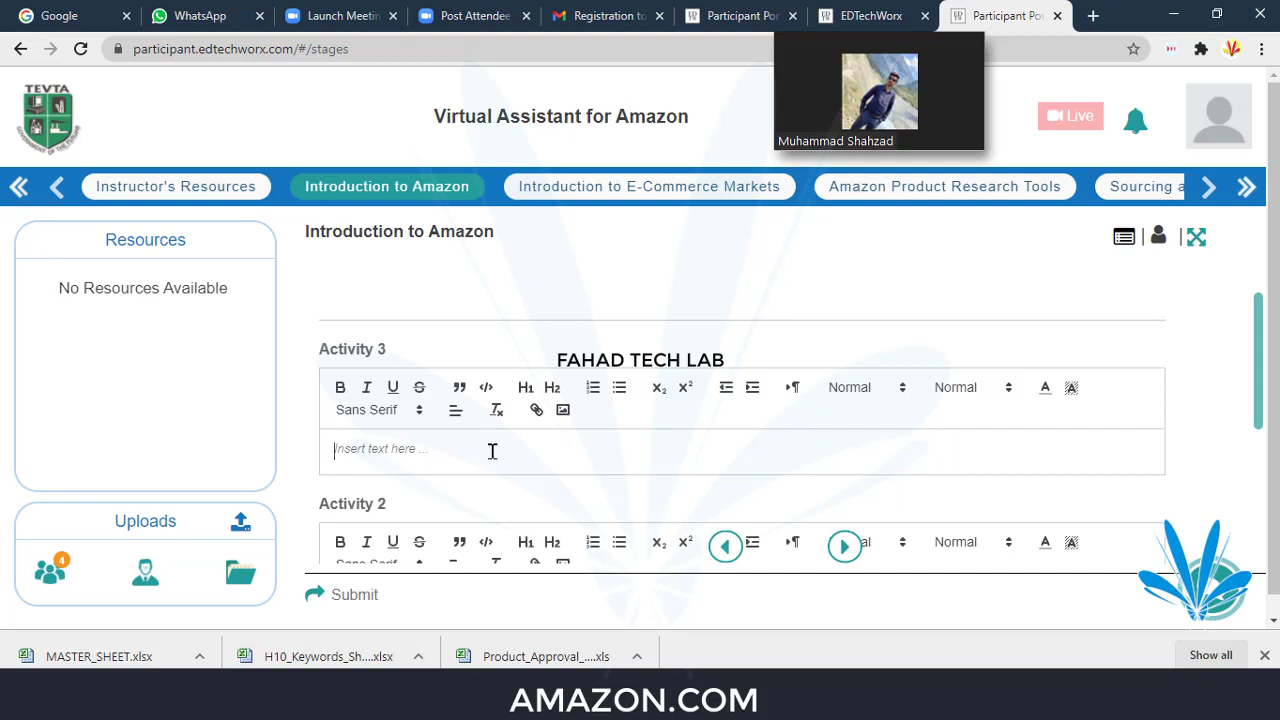 Google
WhatsApp
Launch Meetin
Post Attendee
Registration to
Participant Por
EDTechWorx
Participant Por
participant.edtechworx.com/#/stages
TEVTA
Virtual Assistant for Amazon
Muhammad Shahzad
Live
Instructor's Resources
Introduction to Amazon
Introduction to E-Commerce Markets
Amazon Product Research Tools
Sourcing a
Resources
No Resources Available
Introduction to Amazon
Activity 3
FAHAD TECH LAB
B I U S H1 H2 X2 X2 Normal Normal A A
Sans Serif Tx
Insert text here ...
Activity 2
B I U S H1 H2 X2 X2 al Normal A A
Uploads
4
Submit
MASTER_SHEET.xlsx
H10_Keywords_Sh....xlsx
Product_Approval_....xls
Show all
AMAZON.COM